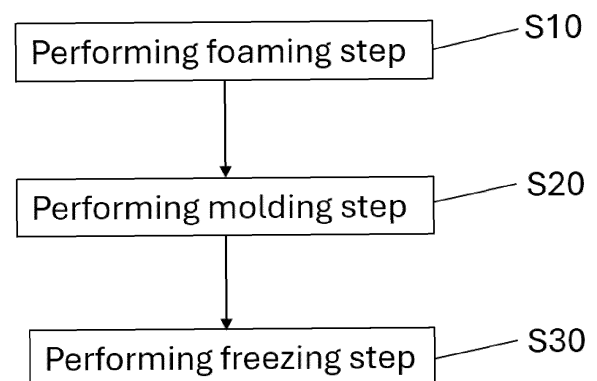 Performing foaming step
S10
Performing molding step
S20
Performing freezing step
S30